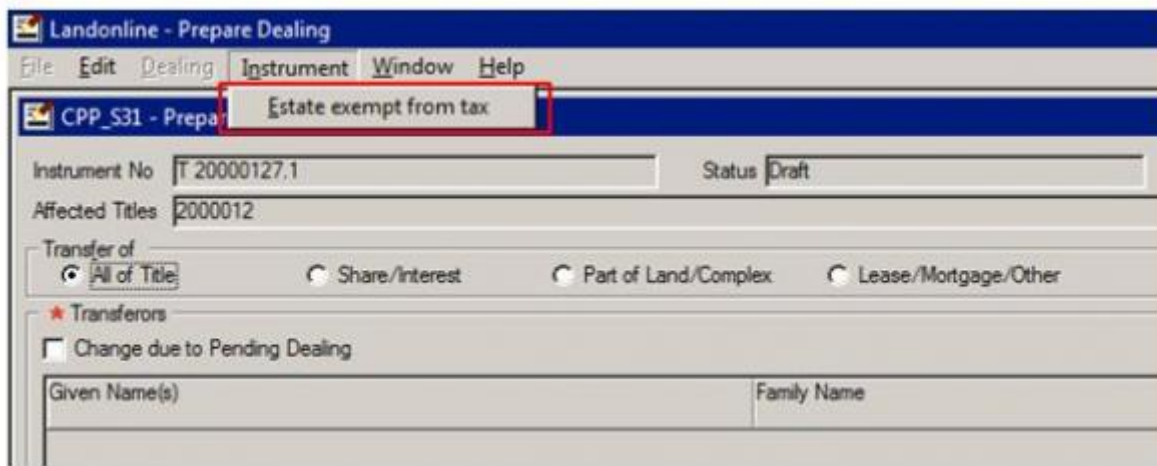 Landonline - Prepare Dealing
File Edit Dealing Instrument Window Help
Estate exempt from tax
CPP_S31 - Prepar
Instrument No T 20000127.1 Status Draft
Affected Titles 2000012
Transfer of
All of Title Share/Interest Part of Land/Complex Lease/Mortgage/Other
* Transferors
Change due to Pending Dealing
Given Name(s) Family Name